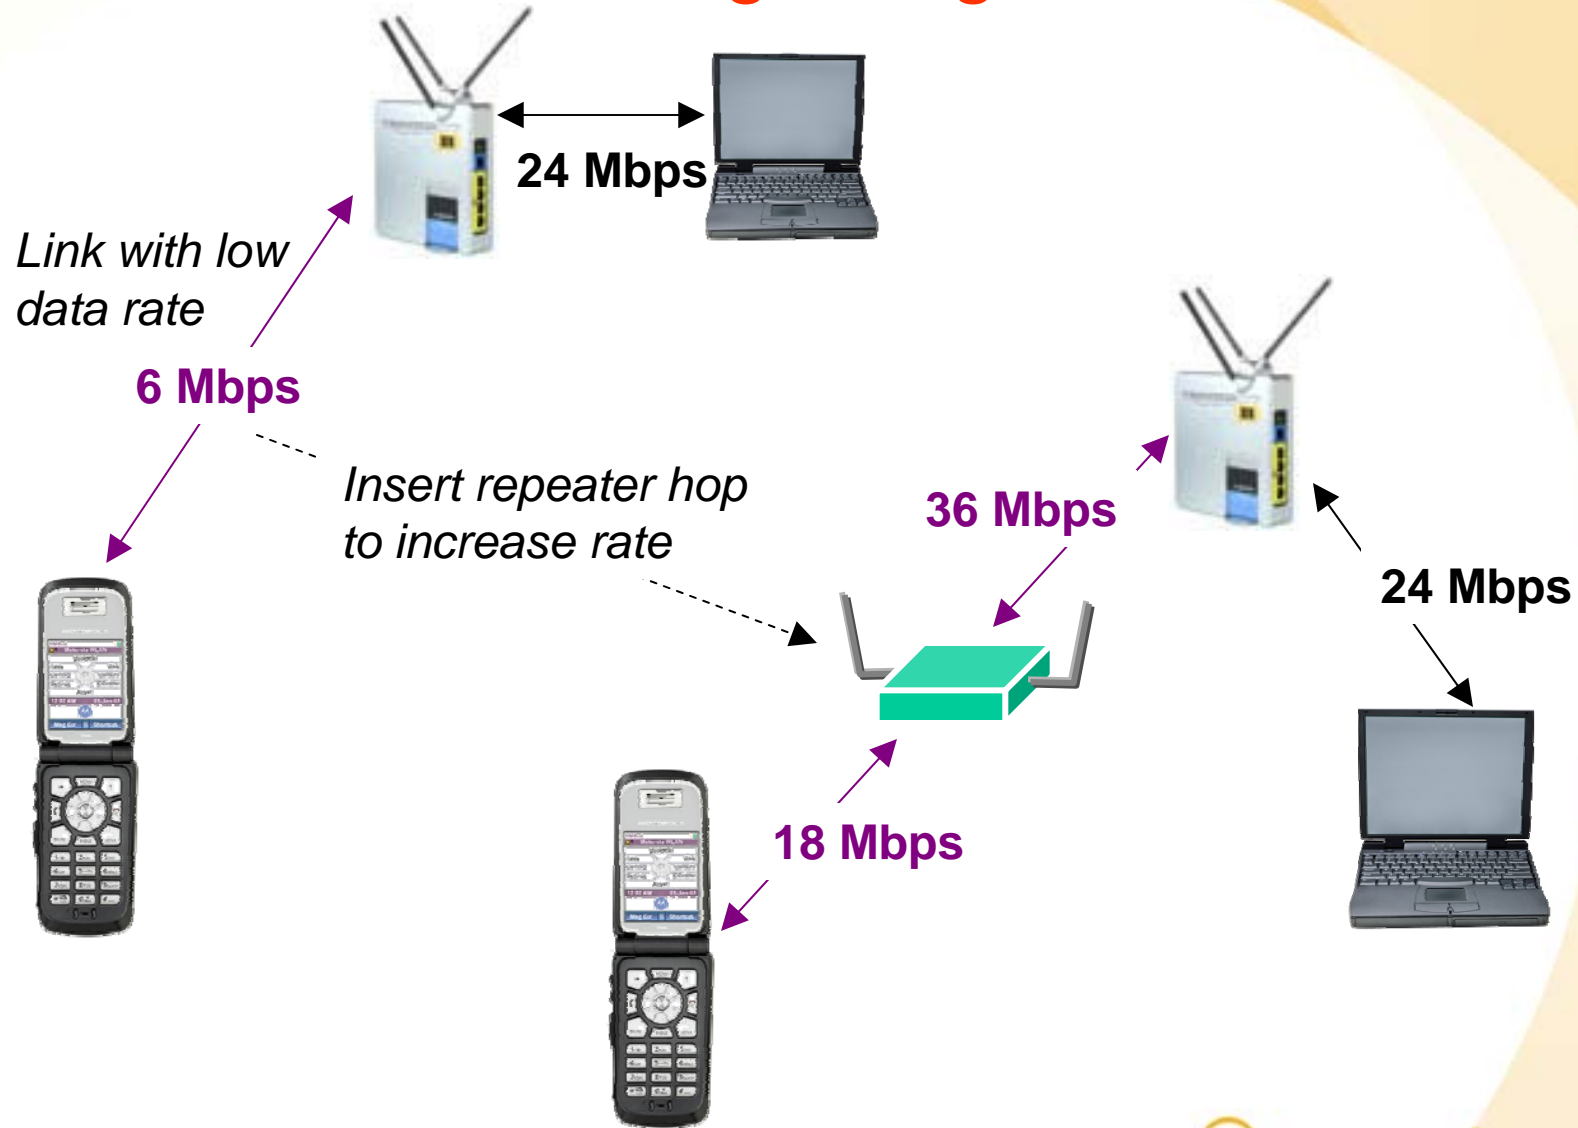 24 Mbps
Link with low
data rate
6 Mbps
Insert repeater hop
to increase rate
36 Mbps
24 Mbps
18 Mbps